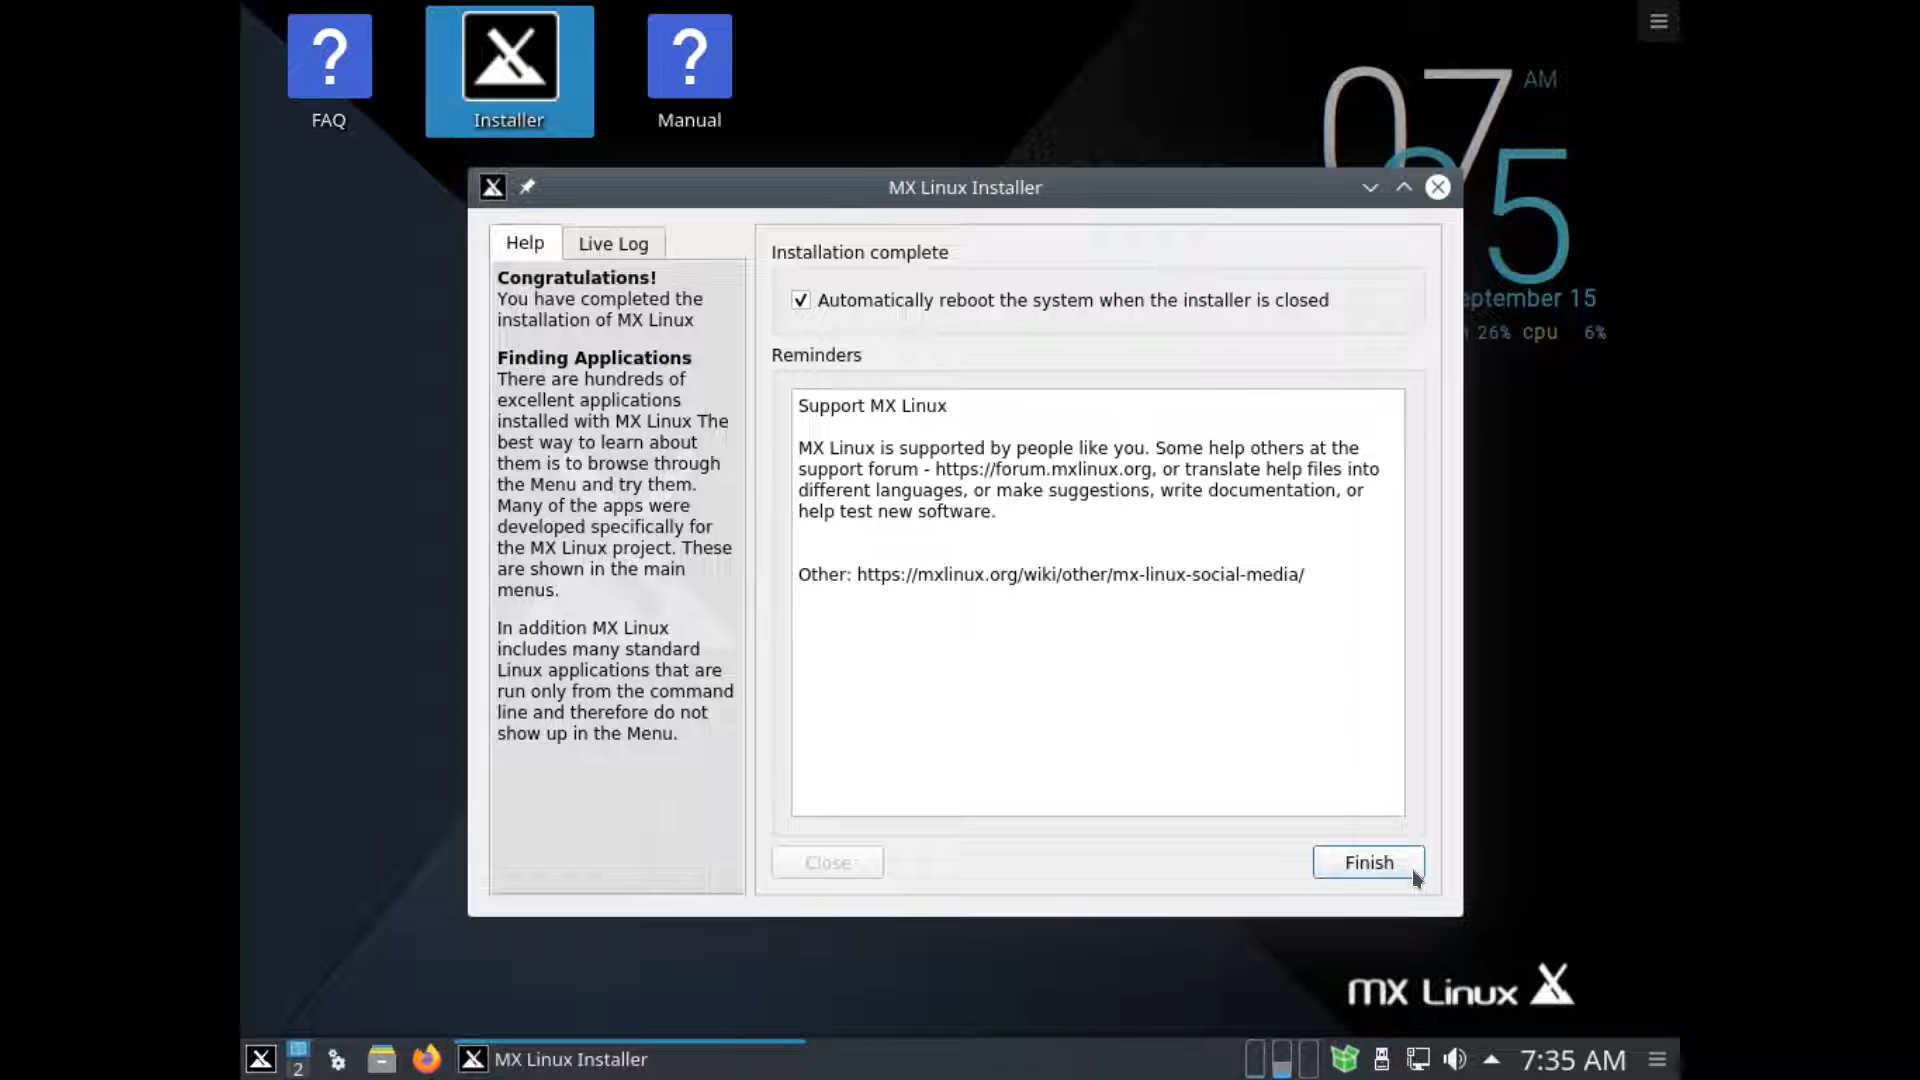 FAQ
Installer
Manual
07
AM
35
eptember 15
26% cpu 6%
MX Linux Installer
Help
Live Log
Congratulations!
You have completed the
installation of MX Linux
Finding Applications
There are hundreds of
excellent applications
installed with MX Linux The
best way to learn about
them is to browse through
the Menu and try them.
Many of the apps were
developed specifically for
the MX Linux project. These
are shown in the main
menus.
In addition MX Linux
includes many standard
Linux applications that are
run only from the command
line and therefore do not
show up in the Menu.
Installation complete
Automatically reboot the system when the installer is closed
Reminders
Support MX Linux
MX Linux is supported by people like you. Some help others at the
support forum - https://forum.mxlinux.org, or translate help files into
different languages, or make suggestions, write documentation, or
help test new software.
Other: https://mxlinux.org/wiki/other/mx-linux-social-media/
Close
Finish
MX Linux
2
MX Linux Installer
7:35 AM